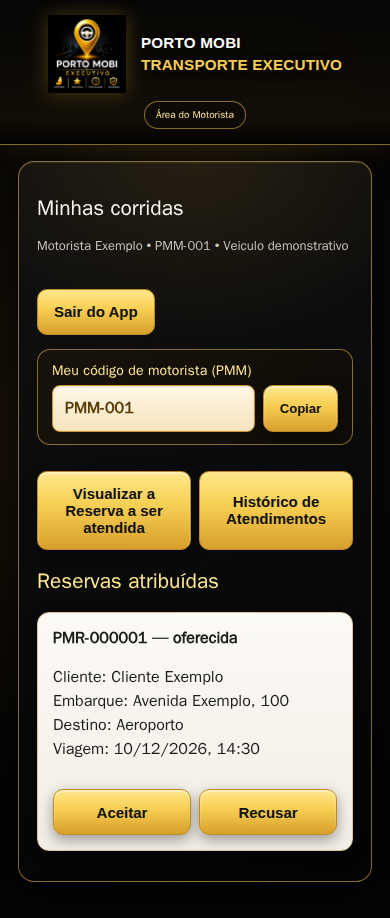 PORTO MOBI
EXECUTIVO
PORTO MOBI
TRANSPORTE EXECUTIVO
Área do Motorista
Minhas corridas
Motorista Exemplo • PMM-001 • Veiculo demonstrativo
Sair do App
Meu código de motorista (PMM)
PMM-001
Copiar
Visualizar a
Reserva a ser
atendida
Histórico de
Atendimentos
Reservas atribuídas
PMR-000001 — oferecida
Cliente: Cliente Exemplo
Embarque: Avenida Exemplo, 100
Destino: Aeroporto
Viagem: 10/12/2026, 14:30
Aceitar
Recusar